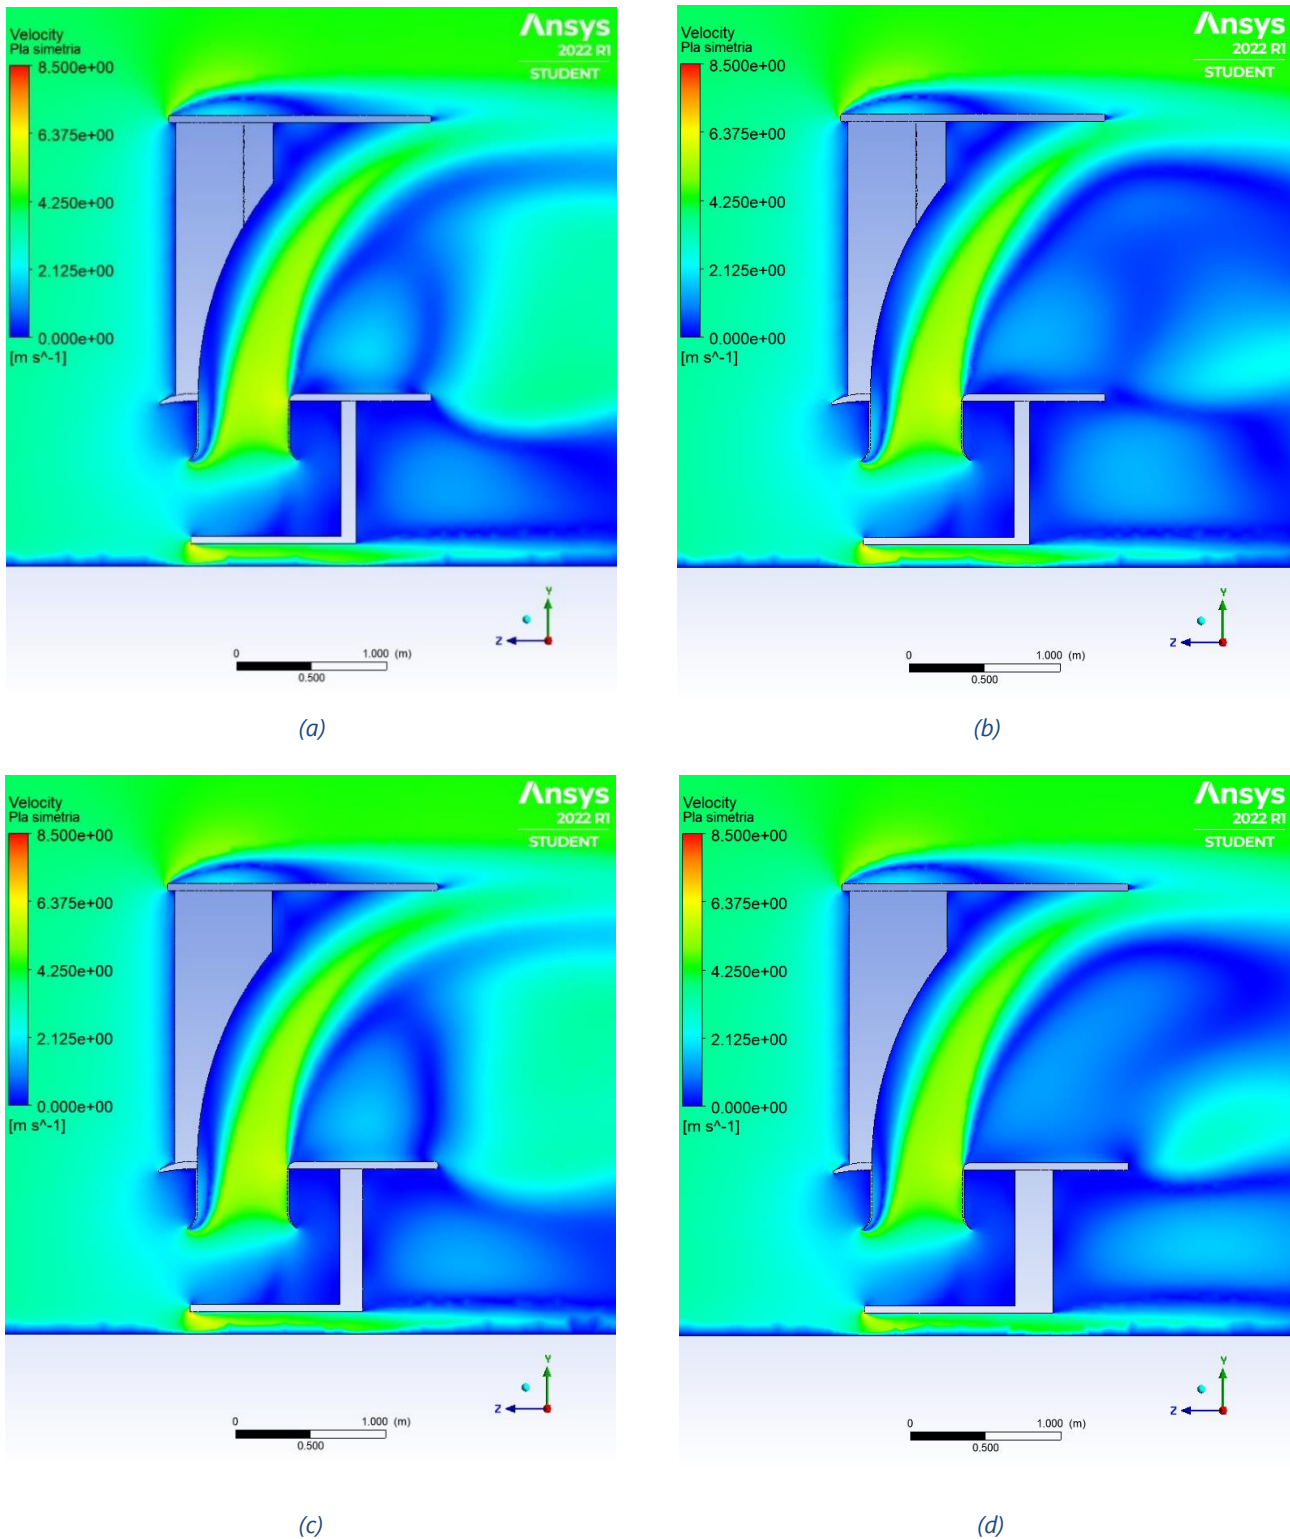 Velocity
Pla simetria
8.500e+00
6.375e+00
4.250e+00
2.125e+00
0.000e+00
[m s^-1]
Ansys
2022 R1
STUDENT
Y
Z
0
1.000 (m)
0.500
(a)
Velocity
Pla simetria
8.500e+00
6.375e+00
4.250e+00
2.125e+00
0.000e+00
[m s^-1]
Ansys
2022 R1
STUDENT
Y
Z
0
1.000 (m)
0.500
(b)
Velocity
Pla simetria
8.500e+00
6.375e+00
4.250e+00
2.125e+00
0.000e+00
[m s^-1]
Ansys
2022 R1
STUDENT
Y
Z
0
1.000 (m)
0.500
(c)
Velocity
Pla simetria
8.500e+00
6.375e+00
4.250e+00
2.125e+00
0.000e+00
[m s^-1]
Ansys
2022 R1
STUDENT
Y
Z
0
1.000 (m)
0.500
(d)